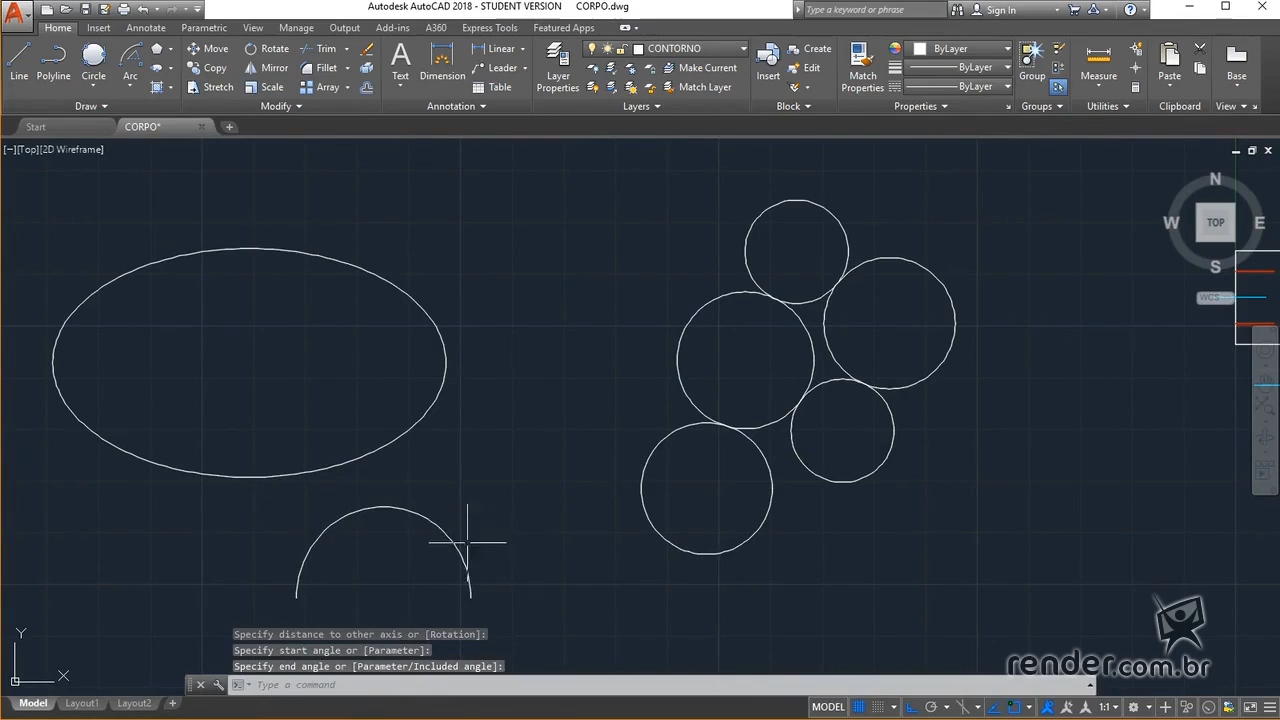 Autodesk AutoCAD 2018 - STUDENT VERSION CORPO.dwg
Type a keyword or phrase
Sign In
Home Insert Annotate Parametric View Manage Output Add-ins A360 Express Tools Featured Apps
Line Polyline Circle Arc
Move Rotate Trim
Copy Mirror Fillet
Stretch Scale Array
Text Dimension
Linear
Leader
Table
Layer Properties
CONTORNO
Make Current
Match Layer
Insert
Create
Edit
Match Properties
ByLayer
ByLayer
ByLayer
Group
Measure
Paste
Base
Draw Modify Annotation Layers Block Properties Groups Utilities Clipboard View
Start CORPO*
[−][Top][2D Wireframe]
N
W TOP E
S
WCS
Specify distance to other axis or [Rotation]:
Specify start angle or [Parameter]:
Specify end angle or [Parameter/Included angle]:
Y
X
Type a command
render.com.br
Model Layout1 Layout2 +
MODEL 1:1